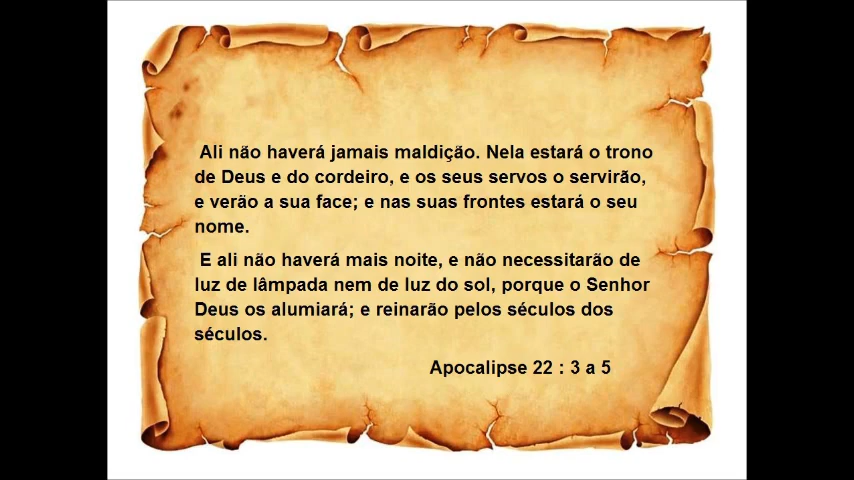 Ali não haverá jamais maldição. Nela estará o trono
de Deus e do cordeiro, e os seus servos o servirão,
e verão a sua face; e nas suas frontes estará o seu
nome.
E ali não haverá mais noite, e não necessitarão de
luz de lâmpada nem de luz do sol, porque o Senhor
Deus os alumiará; e reinarão pelos séculos dos
séculos.
Apocalipse 22 : 3 a 5